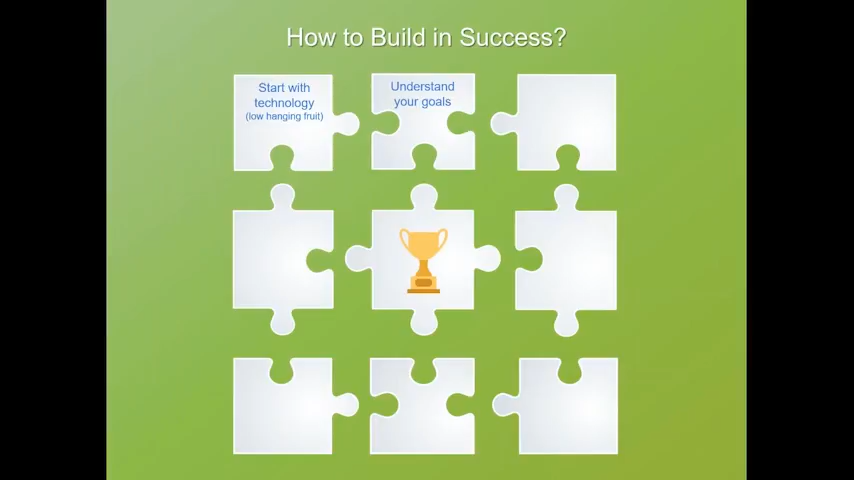 How to Build in Success?
Start with
technology
(low hanging fruit)
Understand
your goals